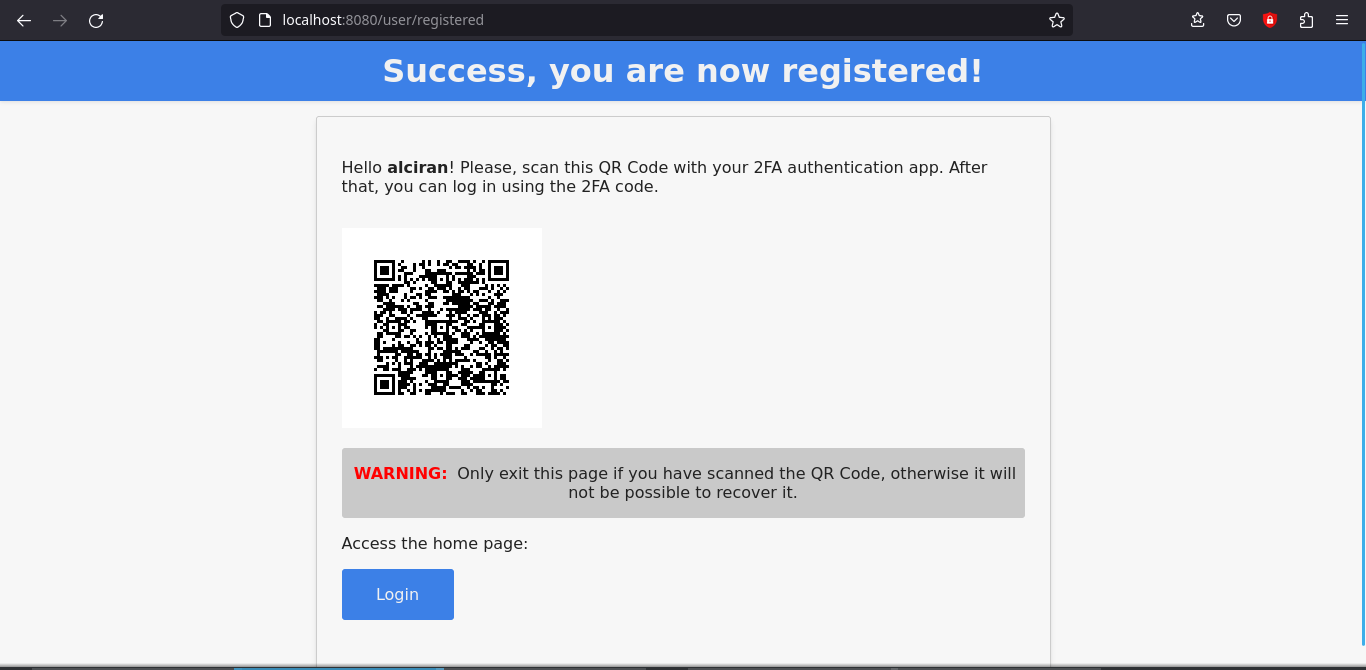 localhost:8080/user/registered
Success, you are now registered!
Hello alciran! Please, scan this QR Code with your 2FA authentication app. After
that, you can log in using the 2FA code.
WARNING: Only exit this page if you have scanned the QR Code, otherwise it will
not be possible to recover it.
Access the home page:
Login